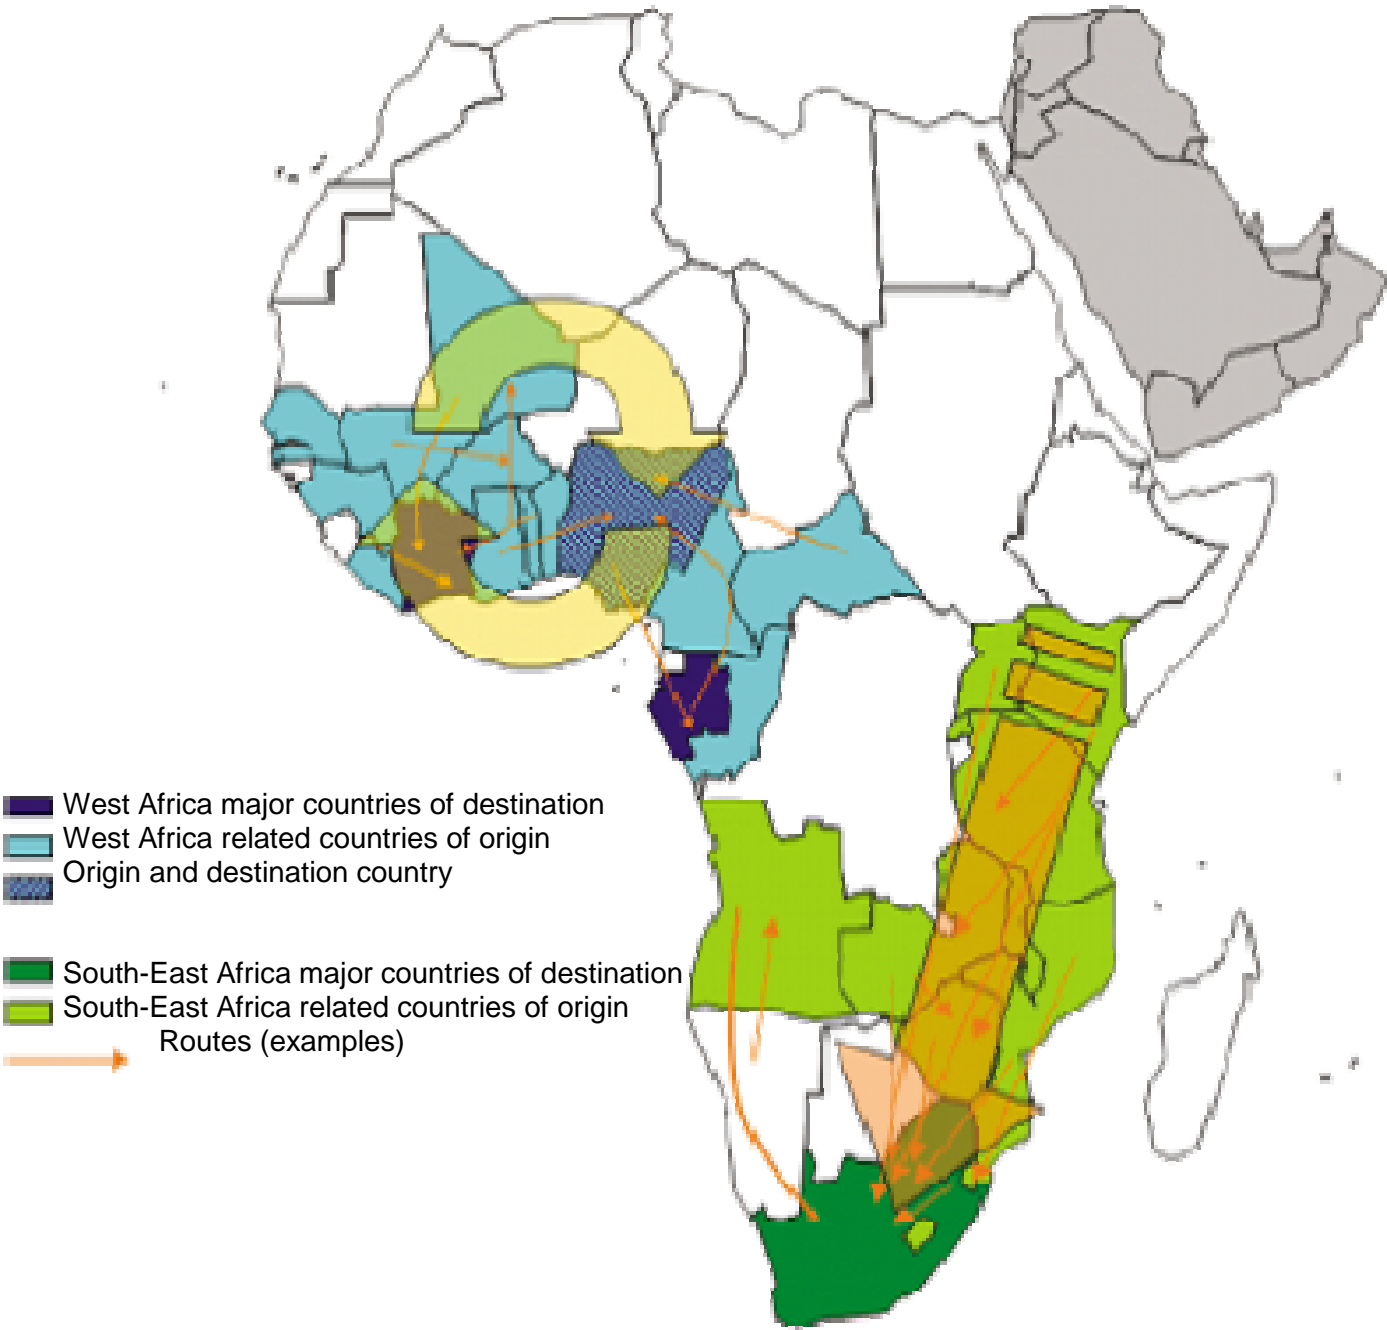 West Africa major countries of destination
West Africa related countries of origin
Origin and destination country
South-East Africa major countries of destination
South-East Africa related countries of origin
Routes (examples)